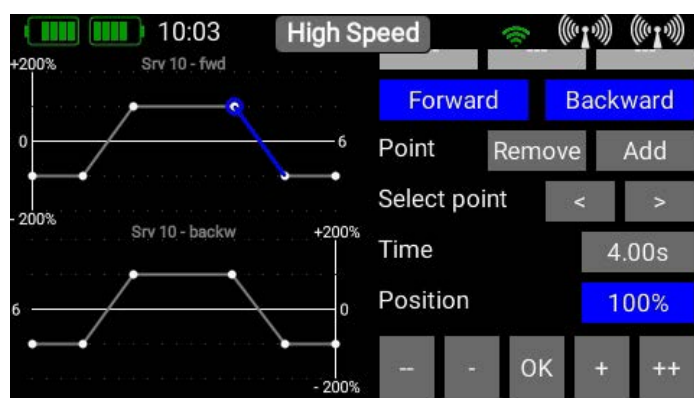 10:03 High Speed
+200% Srv 10 - fwd
Forward Backward
0 6
Point Remove Add
Select point < >
- 200%
Srv 10 - backw +200%
Time 4.00s
6 0
Position 100%
-- - OK + ++
- 200%